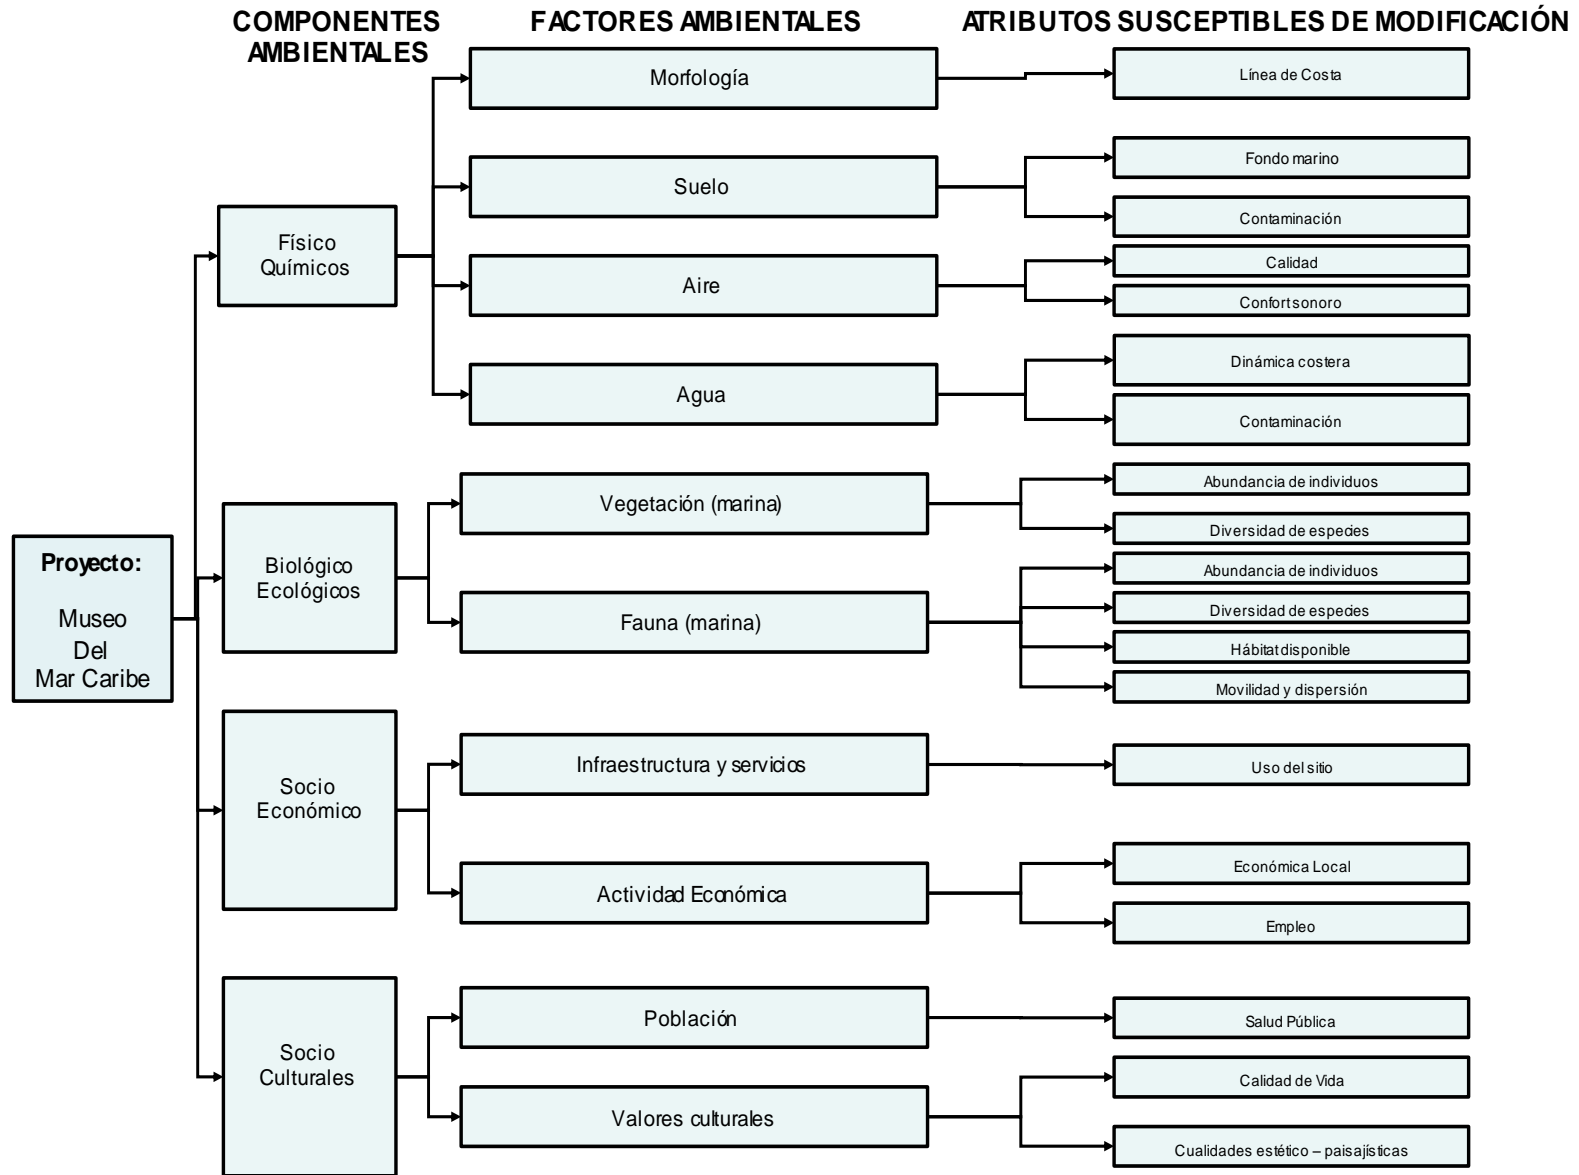 COMPONENTES
AMBIENTALES
FACTORES AMBIENTALES
ATRIBUTOS SUSCEPTIBLES DE MODIFICACIÓN
Proyecto:
Museo
Del
Mar Caribe
Físico
Químicos
Morfología
Línea de Costa
Suelo
Fondo marino
Contaminación
Aire
Calidad
Confort sonoro
Agua
Dinámica costera
Contaminación
Biológico
Ecológicos
Vegetación (marina)
Abundancia de individuos
Diversidad de especies
Fauna (marina)
Abundancia de individuos
Diversidad de especies
Hábitat disponible
Movilidad y dispersión
Socio
Económico
Infraestructura y servicios
Uso del sitio
Actividad Económica
Económica Local
Empleo
Socio
Culturales
Población
Salud Pública
Valores culturales
Calidad de Vida
Cualidades estético – paisajísticas